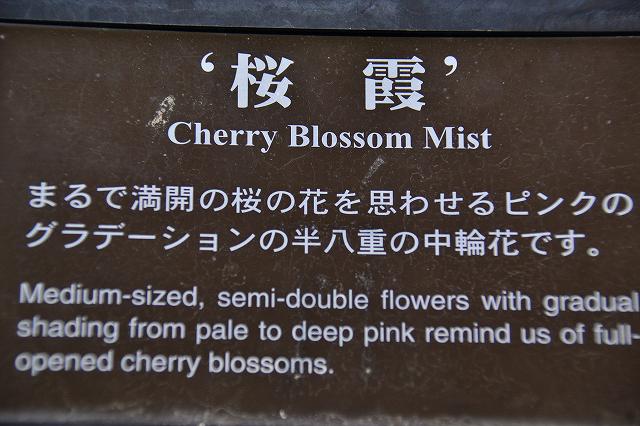 ‘桜 霞’
Cherry Blossom Mist
まるで満開の桜の花を思わせるピンクの
グラデーションの半八重の中輪花です。
Medium-sized, semi-double flowers with gradual
shading from pale to deep pink remind us of full-
opened cherry blossoms.